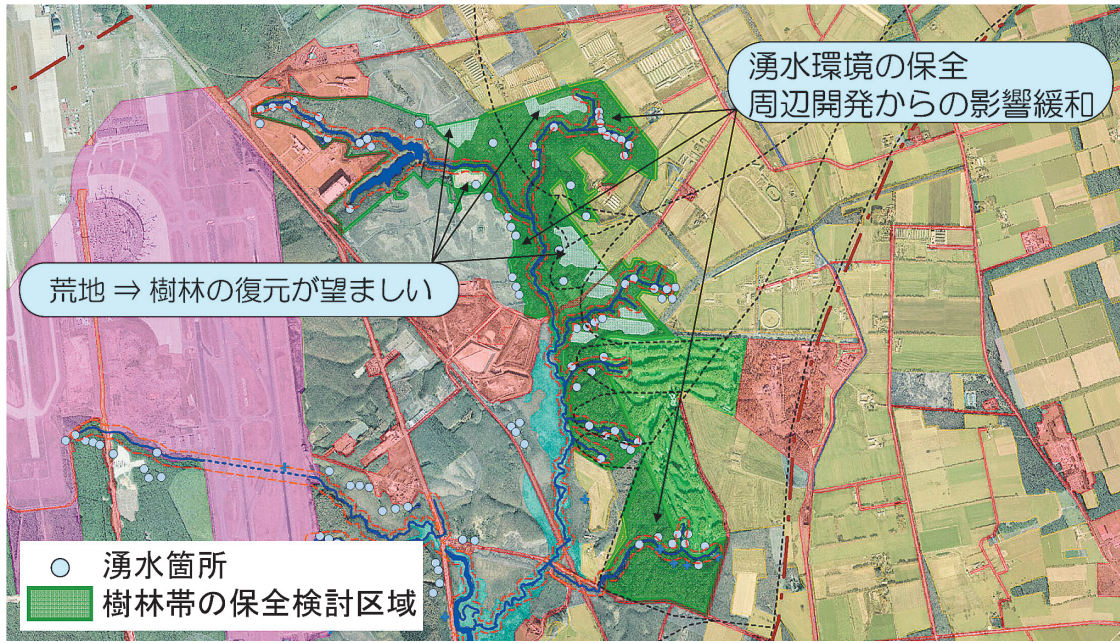 湧水環境の保全
周辺開発からの影響緩和
荒地 ⇒ 樹林の復元が望ましい
湧水箇所
樹林帯の保全検討区域